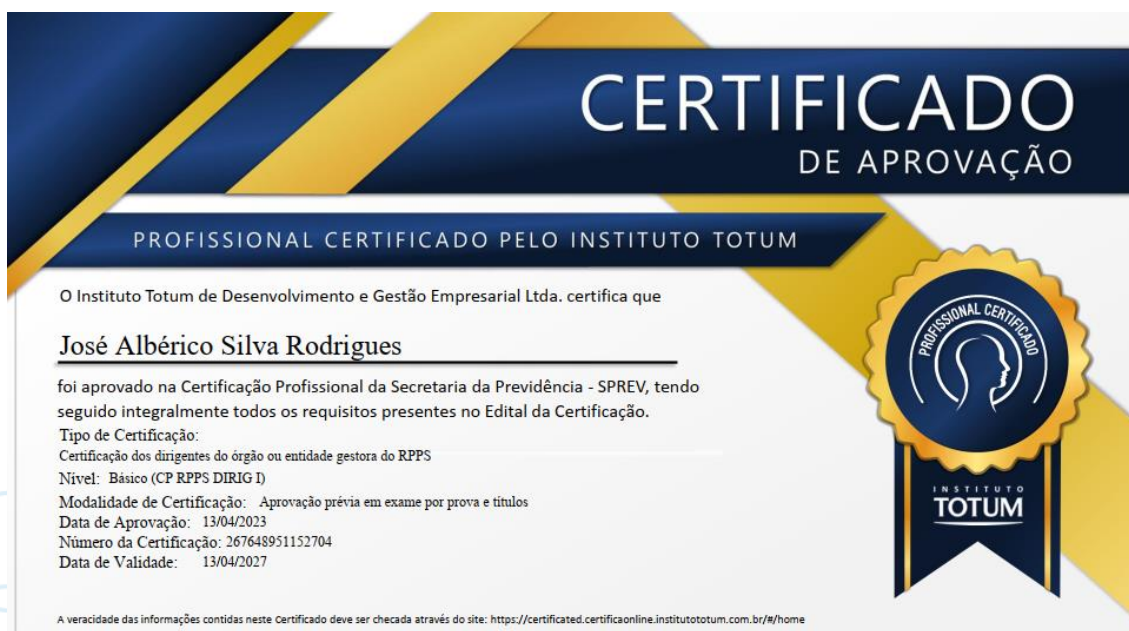 CERTIFICADO
DE APROVAÇÃO
PROFISSIONAL CERTIFICADO PELO INSTITUTO TOTUM
O Instituto Totum de Desenvolvimento e Gestão Empresarial Ltda. certifica que
José Albérico Silva Rodrigues
foi aprovado na Certificação Profissional da Secretaria da Previdência - SPREV, tendo
seguido integralmente todos os requisitos presentes no Edital da Certificação.
Tipo de Certificação:
Certificação dos dirigentes do órgão ou entidade gestora do RPPS
Nível: Básico (CP RPPS DIRIG I)
Modalidade de Certificação: Aprovação prévia em exame por prova e títulos
Data de Aprovação: 13/04/2023
Número da Certificação: 267648951152704
Data de Validade: 13/04/2027
PROFISSIONAL CERTIFICADO
INSTITUTO
TOTUM
A veracidade das informações contidas neste Certificado deve ser checada através do site: https://certificated.certificaonline.institutototum.com.br/#/home